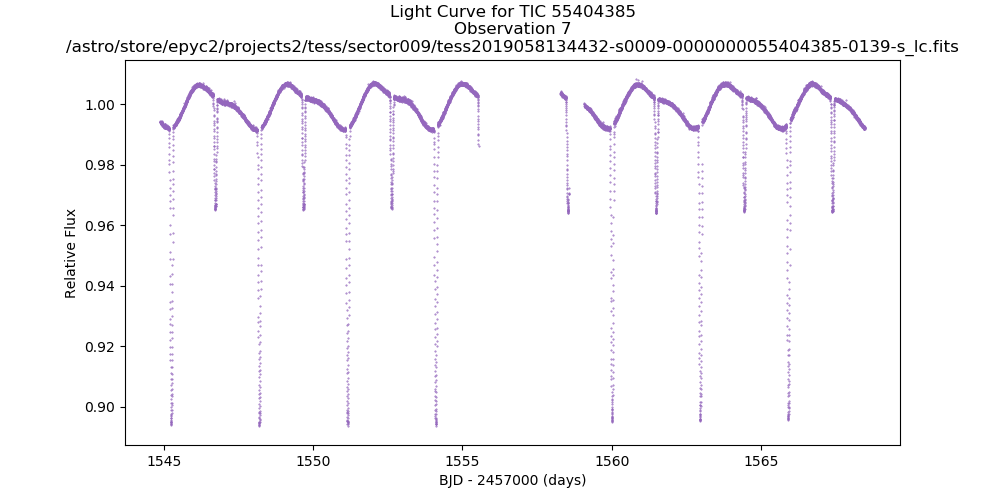 Light Curve for TIC 55404385
Observation 7
/astro/store/epyc2/projects2/tess/sector009/tess2019058134432-s0009-0000000055404385-0139-s_lc.fits
Relative Flux
1.00
0.98
0.96
0.94
0.92
0.90
1545 1550 1555 1560 1565
BJD - 2457000 (days)